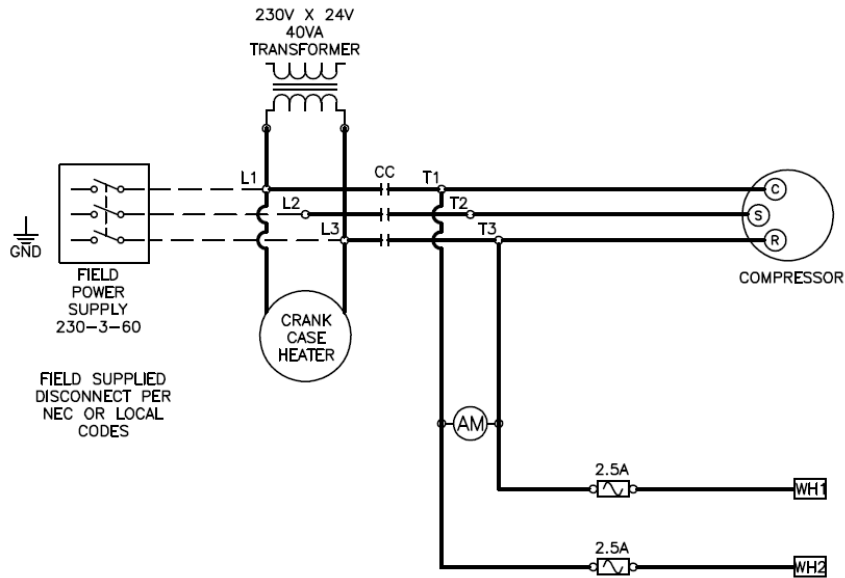 230V X 24V
40VA
TRANSFORMER
L1
CC
T1
C
L2
T2
S
L3
T3
R
GND
FIELD
POWER
SUPPLY
230-3-60
COMPRESSOR
CRANK
CASE
HEATER
FIELD SUPPLIED
DISCONNECT PER
NEC OR LOCAL
CODES
AM
2.5A
WH1
2.5A
WH2